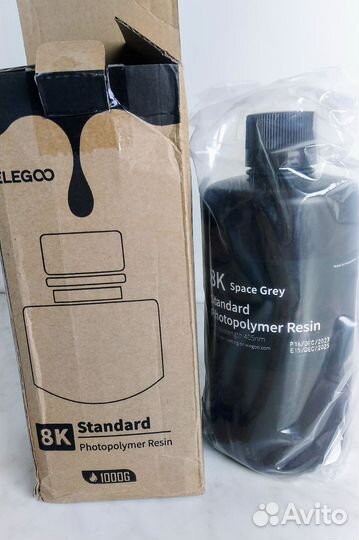 ELEGOO
8K
Standard
Photopolymer Resin
1000G
8K Space Grey
Standard
Photopolymer Resin
405nm
P16/DEC/2023
E15/DEC/2025
Avito